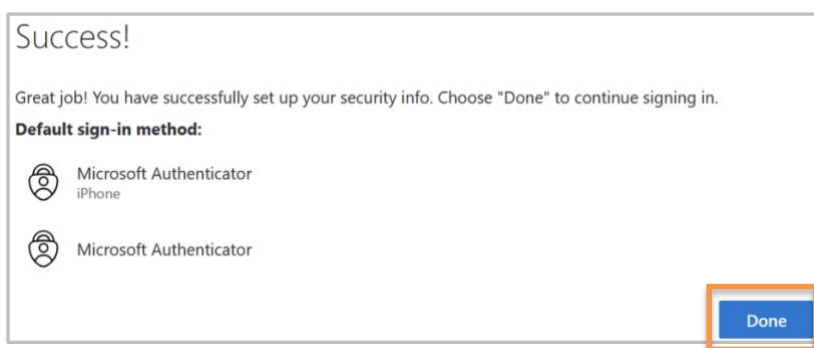 Success!
Great job! You have successfully set up your security info. Choose "Done" to continue signing in.
Default sign-in method:
Microsoft Authenticator
iPhone
Microsoft Authenticator
Done